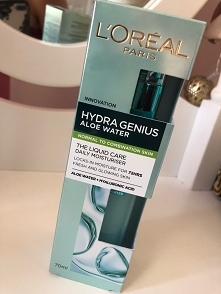 L'ORÉAL
PARIS
INNOVATION
HYDRA GENIUS
ALOE WATER
NORMAL TO COMBINATION SKIN
THE LIQUID CARE
DAILY MOISTURISER
LOCKS-IN MOISTURE FOR 72HRS
FRESH AND GLOWING SKIN
ALOE WATER + HYALURONIC ACID
70ml